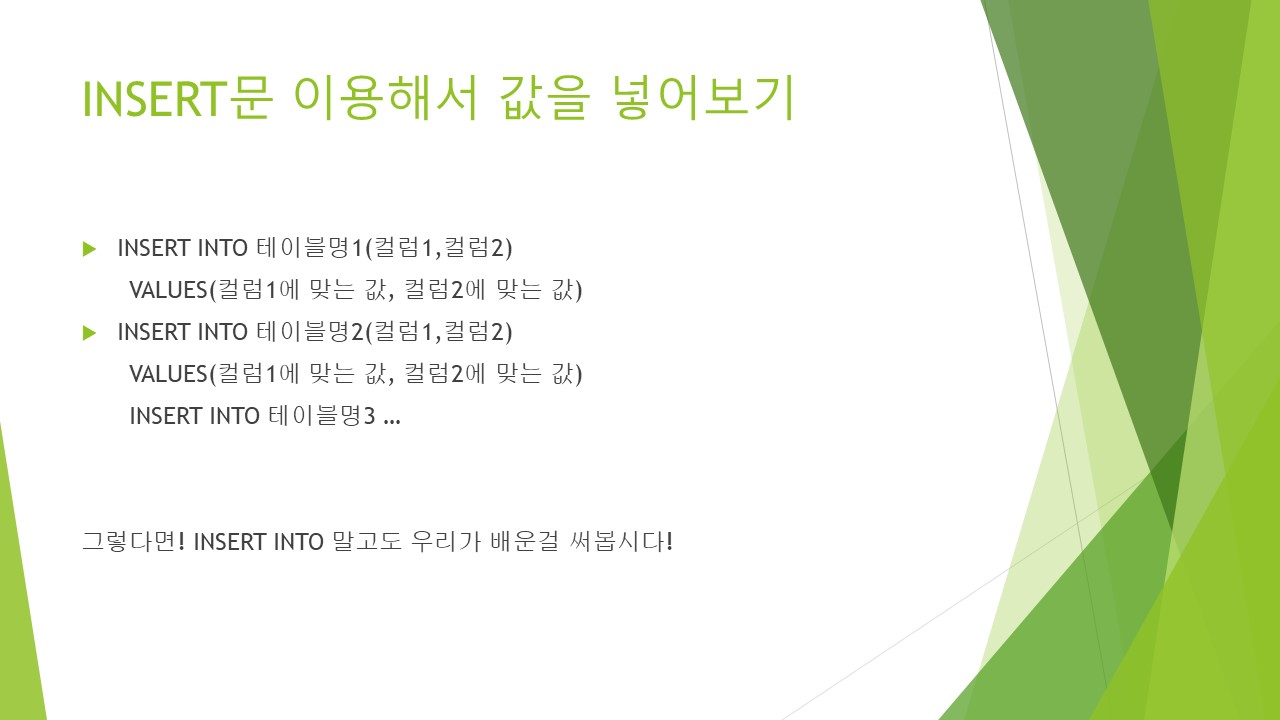 INSERT문 이용해서 값을 넣어보기
INSERT INTO 테이블명1(컬럼1,컬럼2)
VALUES(컬럼1에 맞는 값, 컬럼2에 맞는 값)
INSERT INTO 테이블명2(컬럼1,컬럼2)
VALUES(컬럼1에 맞는 값, 컬럼2에 맞는 값)
INSERT INTO 테이블명3 …
그렇다면! INSERT INTO 말고도 우리가 배운걸 써봅시다!